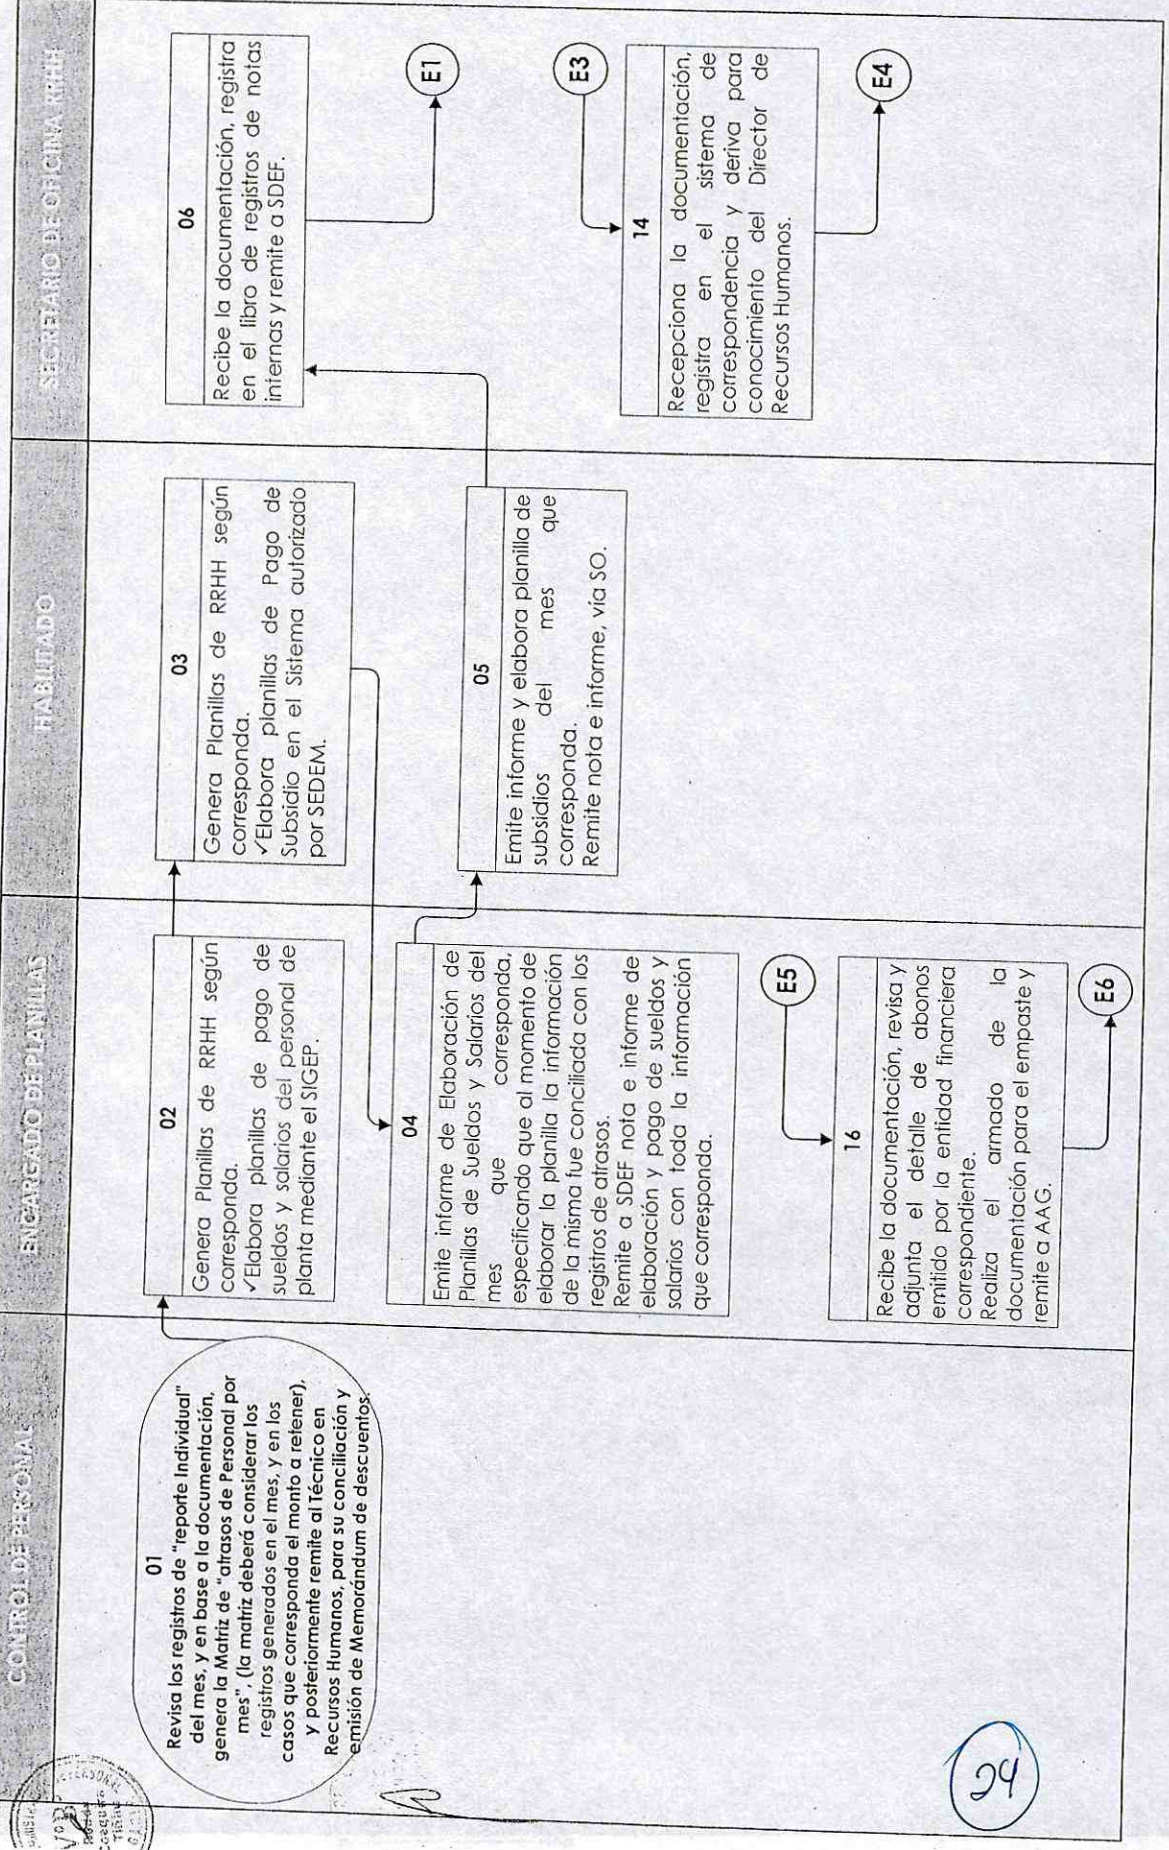 CONTROL DE PERSONAL
ENCARGADO DE PLANILLAS
HABILITADO
SECRETARIO DE OFICINA RRHH
01
Revisa los registros de "reporte Individual"
del mes, y en base a la documentación,
genera la Matriz de "atrasos de Personal por
mes", (la matriz deberá considerar los
registros generados en el mes, y en los
casos que corresponda el monto a retener).
y posteriormente remite al Técnico en
Recursos Humanos, para su conciliación y
emisión de Memorándum de descuentos.
02
Genera Planillas de RRHH según
corresponda.
✓Elabora planillas de pago de
sueldos y salarios del personal de
planta mediante el SIGEP.
03
Genera Planillas de RRHH según
corresponda.
✓Elabora planillas de Pago de
Subsidio en el Sistema autorizado
por SEDEM.
04
Emite informe de Elaboración de
Planillas de Sueldos y Salarios del
mes que corresponda,
especificando que al momento de
elaborar la planilla la información
de la misma fue conciliada con los
registros de atrasos.
Remite a SDEF nota e informe de
elaboración y pago de sueldos y
salarios con toda la información
que corresponda.
05
Emite informe y elabora planilla de
subsidios del mes que
corresponda.
Remite nota e informe, vía SO.
06
Recibe la documentación, registra
en el libro de registros de notas
internas y remite a SDEF.
E1
E3
14
Recepciona la documentación,
registra en el sistema de
correspondencia y deriva para
conocimiento del Director de
Recursos Humanos.
E4
E5
16
Recibe la documentación, revisa y
adjunta el detalle de abonos
emitido por la entidad financiera
correspondiente.
Realiza el armado de la
documentación para el empaste y
remite a AAG.
E6
VºBº
24